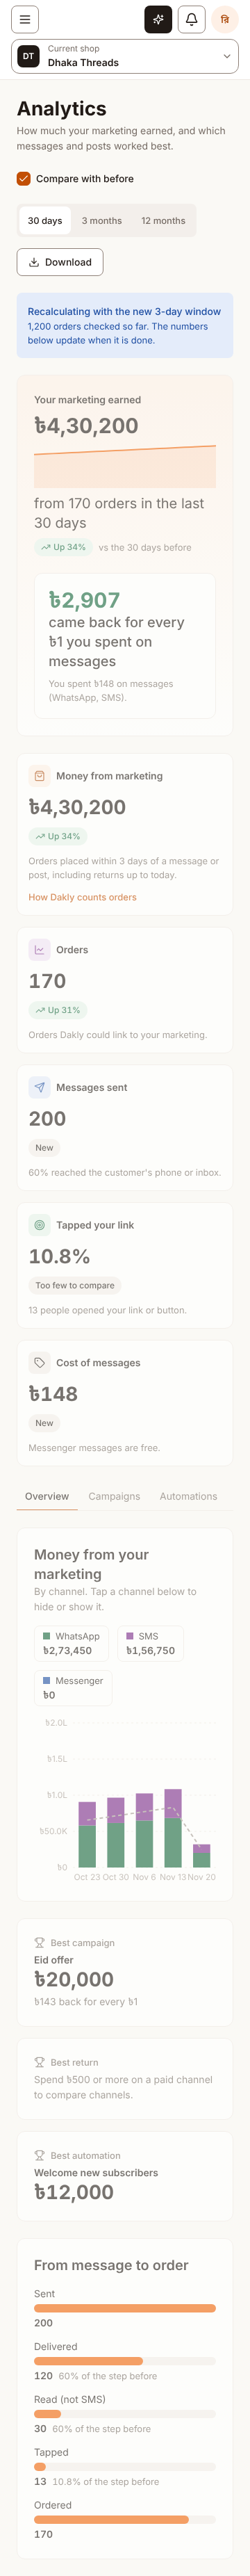 রি
DT
Current shop
Dhaka Threads
Analytics
How much your marketing earned, and which
messages and posts worked best.
Compare with before
30 days
3 months
12 months
Download
Recalculating with the new 3-day window
1,200 orders checked so far. The numbers
below update when it is done.
Your marketing earned
৳4,30,200
from 170 orders in the last
30 days
Up 34%
vs the 30 days before
৳2,907
came back for every
৳1 you spent on
messages
You spent ৳148 on messages
(WhatsApp, SMS).
Money from marketing
৳4,30,200
Up 34%
Orders placed within 3 days of a message or
post, including returns up to today.
How Dakly counts orders
Orders
170
Up 31%
Orders Dakly could link to your marketing.
Messages sent
200
New
60% reached the customer's phone or inbox.
Tapped your link
10.8%
Too few to compare
13 people opened your link or button.
Cost of messages
৳148
New
Messenger messages are free.
Overview
Campaigns
Automations
Money from your
marketing
By channel. Tap a channel below to
hide or show it.
WhatsApp
৳2,73,450
SMS
৳1,56,750
Messenger
৳0
৳2.0L
৳1.5L
৳1.0L
৳50.0K
৳0
Oct 23 Oct 30 Nov 6 Nov 13 Nov 20
Best campaign
Eid offer
৳20,000
৳143 back for every ৳1
Best return
Spend ৳500 or more on a paid channel
to compare channels.
Best automation
Welcome new subscribers
৳12,000
From message to order
Sent
200
Delivered
120 60% of the step before
Read (not SMS)
30 60% of the step before
Tapped
13 10.8% of the step before
Ordered
170